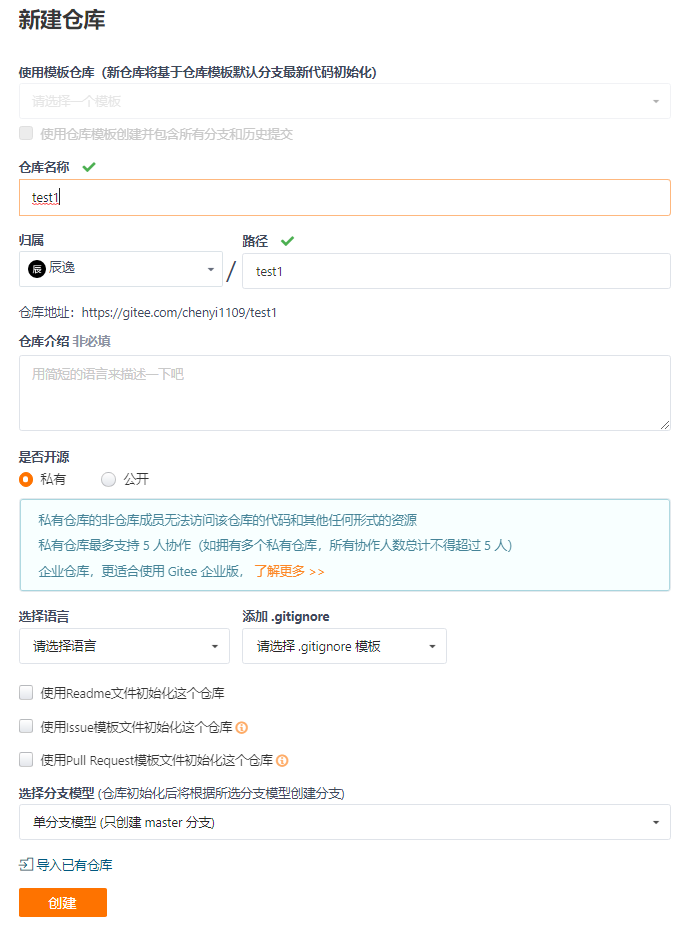 新建仓库
使用模板仓库（新仓库将基于仓库模板默认分支最新代码初始化）
请选择一个模板
使用仓库模板创建并包含所有分支和历史提交
仓库名称
test1
归属 路径
辰 辰逸 / test1
仓库地址：https://gitee.com/chenyi1109/test1
仓库介绍 非必填
用简短的语言来描述一下吧
是否开源
私有 公开
私有仓库的非仓库成员无法访问该仓库的代码和其他任何形式的资源
私有仓库最多支持 5 人协作（如拥有多个私有仓库，所有协作人数总计不得超过 5 人）
企业仓库，更适合使用 Gitee 企业版， 了解更多 >>
选择语言 添加 .gitignore
请选择语言 请选择 .gitignore 模板
使用Readme文件初始化这个仓库
使用Issue模板文件初始化这个仓库
使用Pull Request模板文件初始化这个仓库
选择分支模型 (仓库初始化后将根据所选分支模型创建分支)
单分支模型 (只创建 master 分支)
导入已有仓库
创建